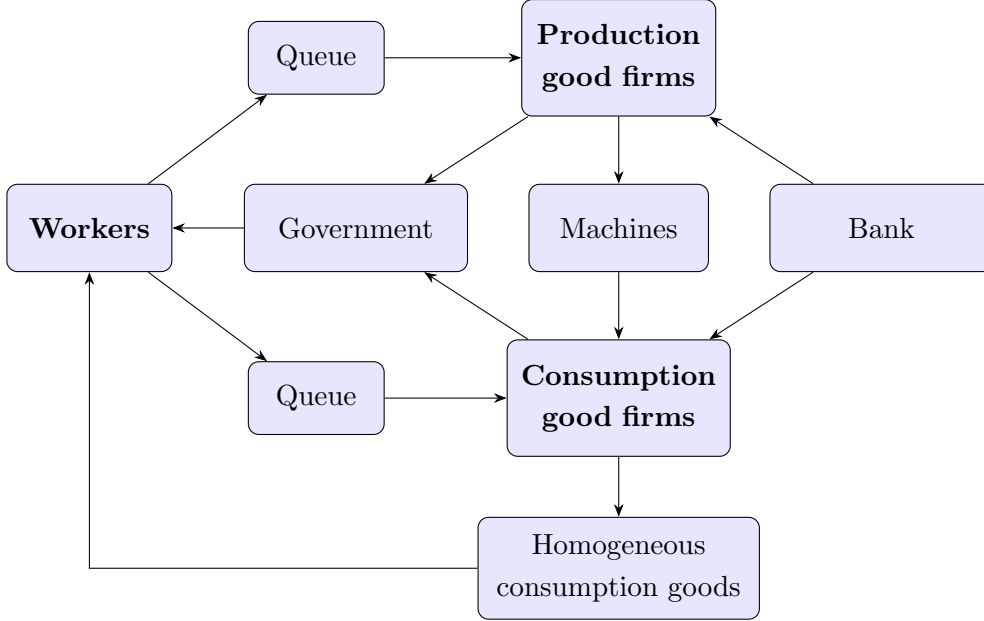 Queue
Production
good firms
Workers
Government
Machines
Bank
Queue
Consumption
good firms
Homogeneous
consumption goods